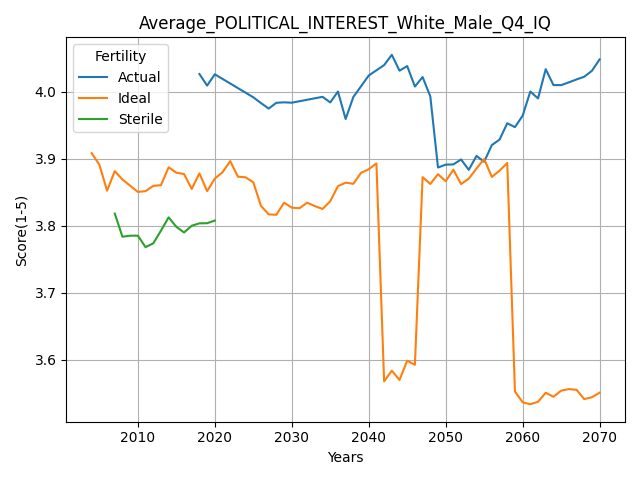 Average_POLITICAL_INTEREST_White_Male_Q4_IQ
Fertility
Actual
Ideal
Sterile
Score(1-5)
4.0
3.9
3.8
3.7
3.6
2010 2020 2030 2040 2050 2060 2070
Years